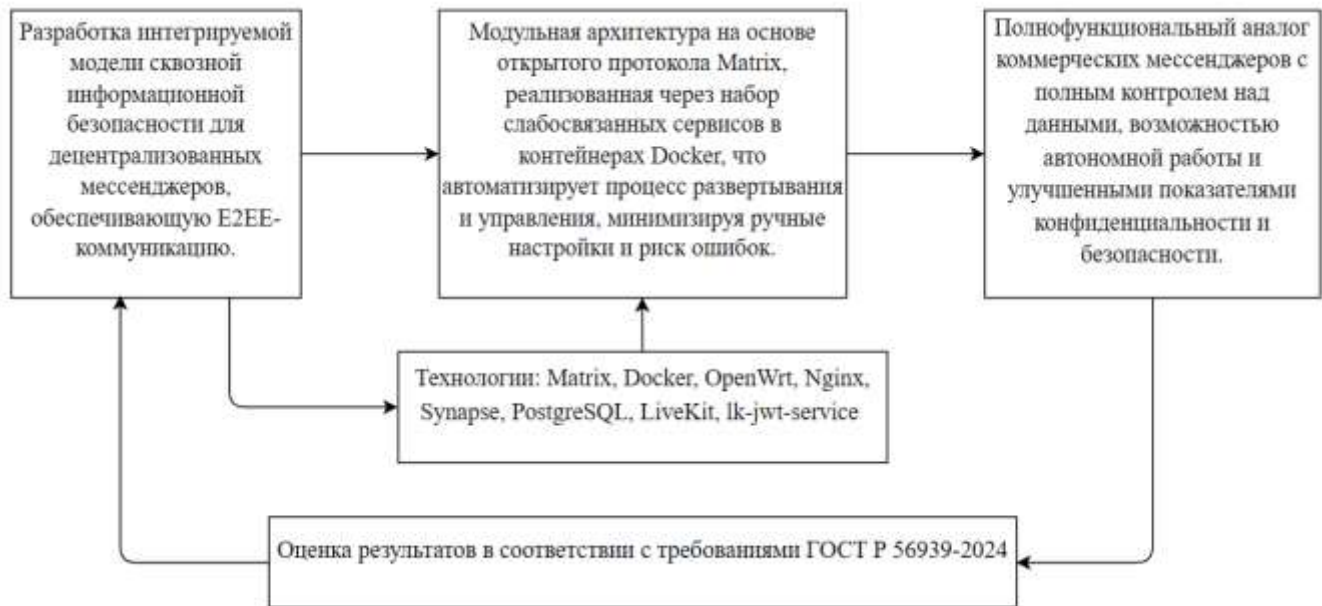 Разработка интегрируемой
модели сквозной
информационной
безопасности для
децентрализованных
мессенджеров,
обеспечивающую E2EE-
коммуникацию.
Модульная архитектура на основе
открытого протокола Matrix,
реализованная через набор
слабосвязанных сервисов в
контейнерах Docker, что
автоматизирует процесс развертывания
и управления, минимизируя ручные
настройки и риск ошибок.
Полнофункциональный аналог
коммерческих мессенджеров с
полным контролем над
данными, возможностью
автономной работы и
улучшенными показателями
конфиденциальности и
безопасности.
Технологии: Matrix, Docker, OpenWrt, Nginx,
Synapse, PostgreSQL, LiveKit, lk-jwt-service
Оценка результатов в соответствии с требованиями ГОСТ Р 56939-2024